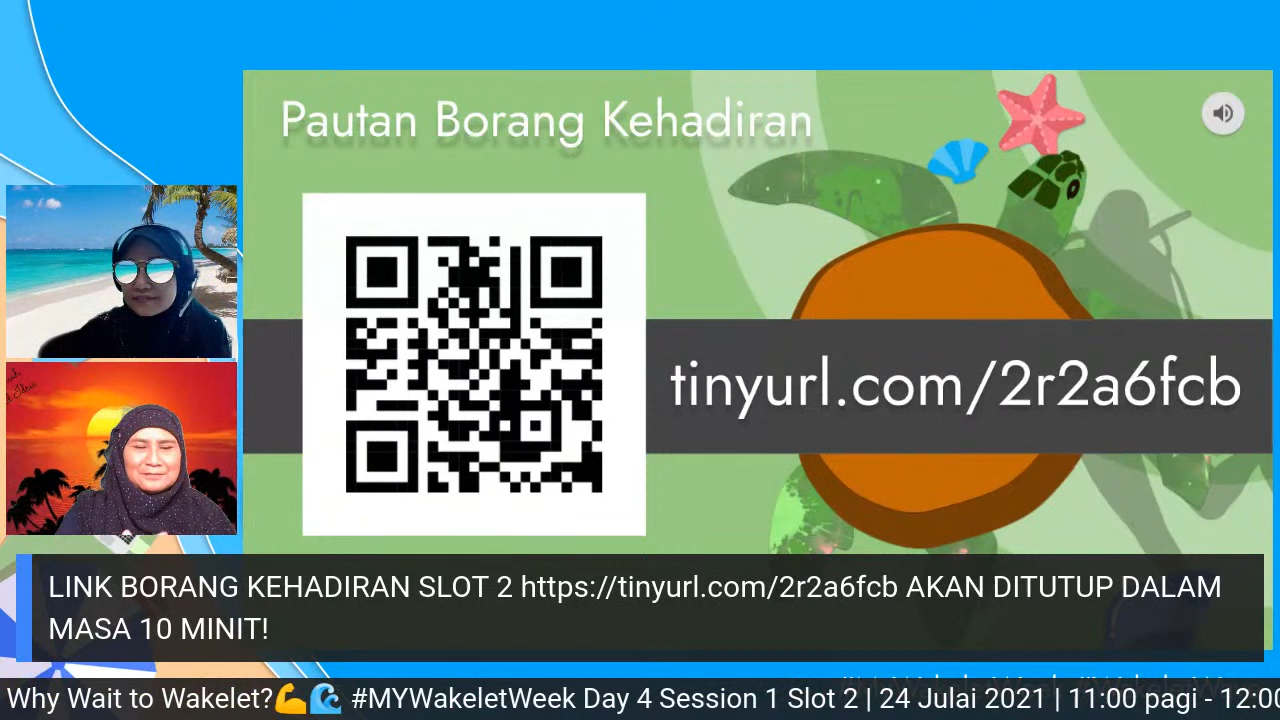 Pautan Borang Kehadiran
tinyurl.com/2r2a6fcb
LINK BORANG KEHADIRAN SLOT 2 https://tinyurl.com/2r2a6fcb AKAN DITUTUP DALAM
MASA 10 MINIT!
Why Wait to Wakelet?💪🌊 #MYWakeletWeek Day 4 Session 1 Slot 2 | 24 Julai 2021 | 11:00 pagi - 12:00